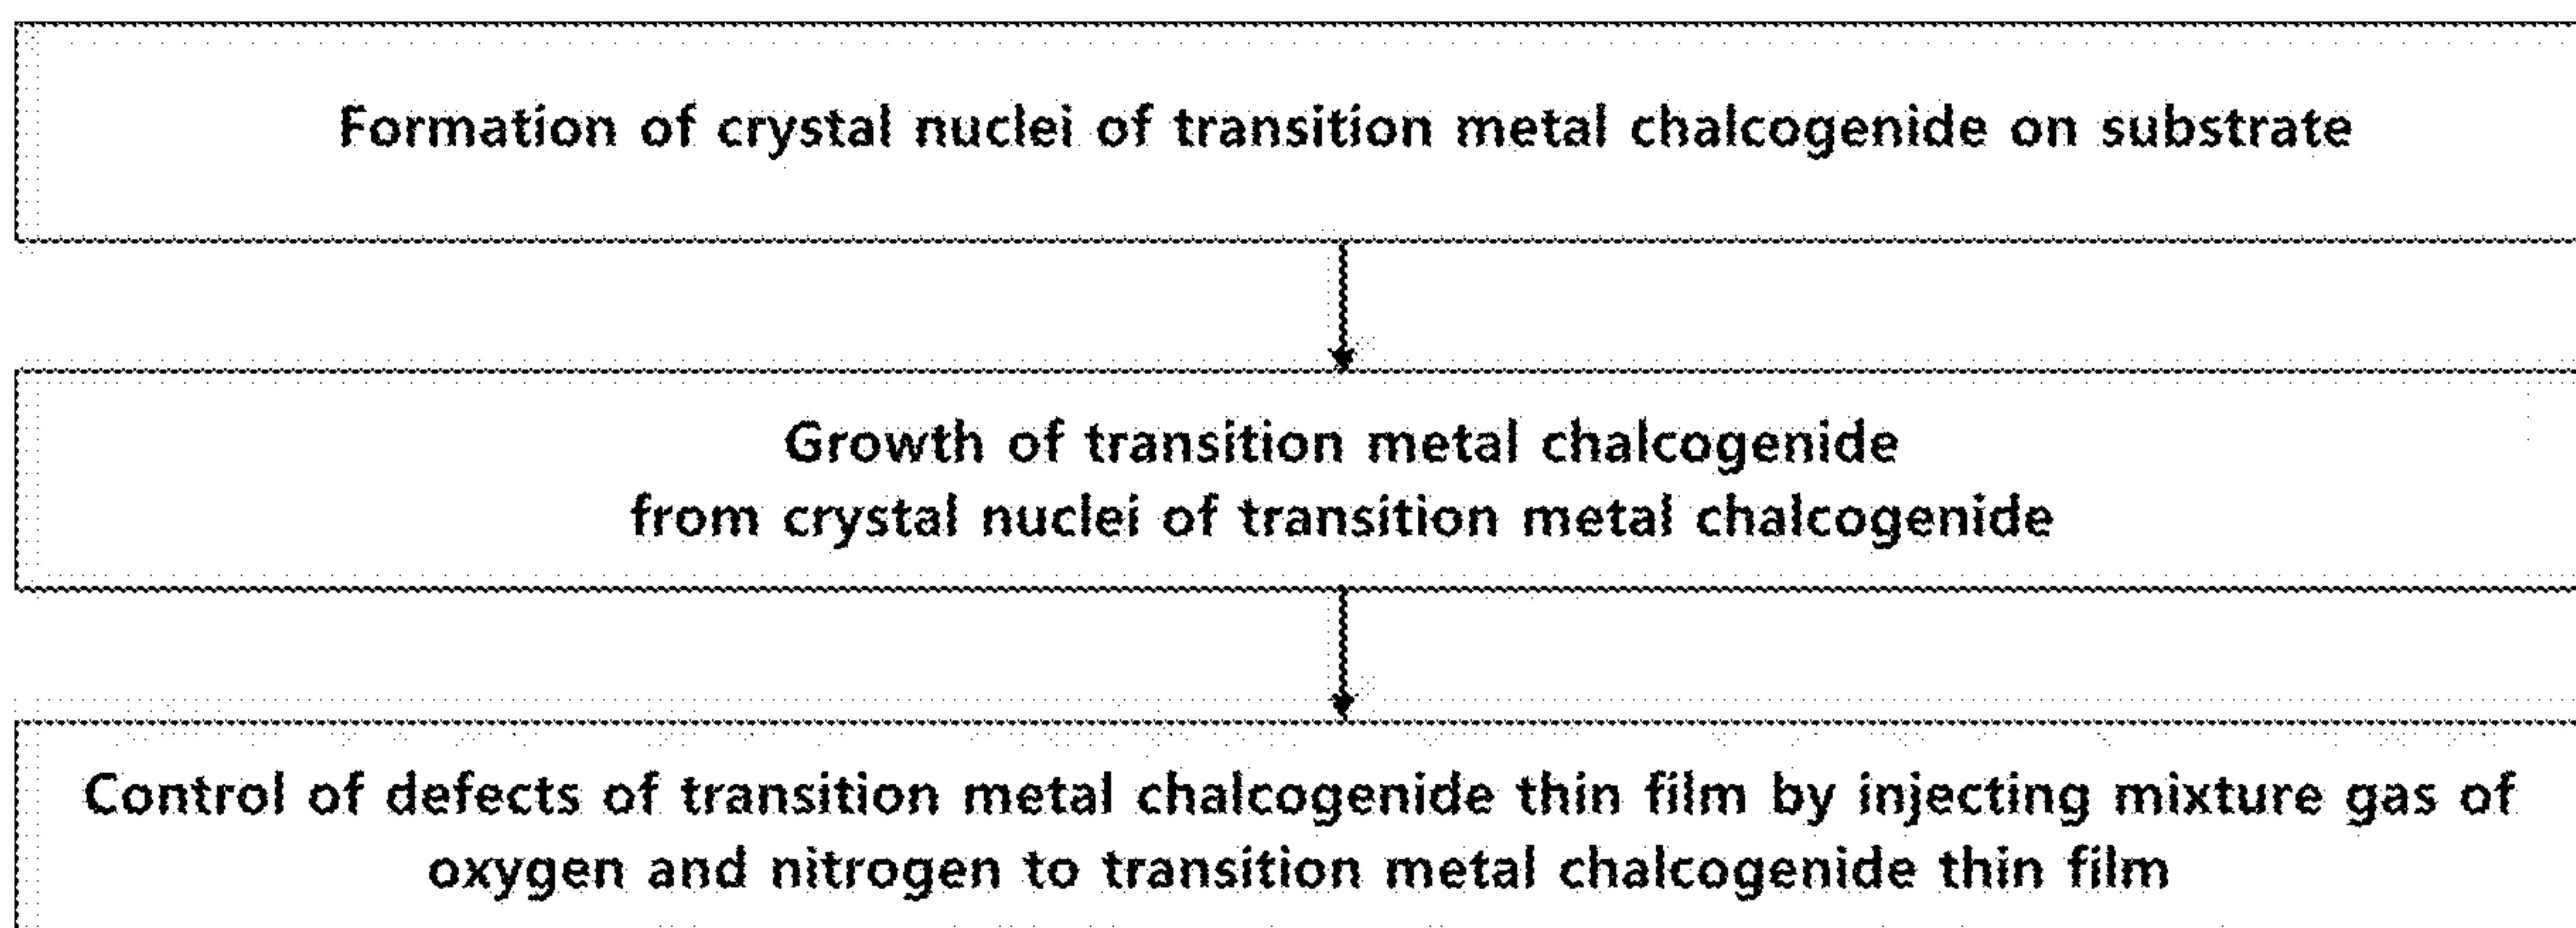 Formation of crystal nuclei of transition metal chalcogenide on substrate
Growth of transition metal chalcogenide
from crystal nuclei of transition metal chalcogenide
Control of defects of transition metal chalcogenide thin film by injecting mixture gas of
oxygen and nitrogen to transition metal chalcogenide thin film